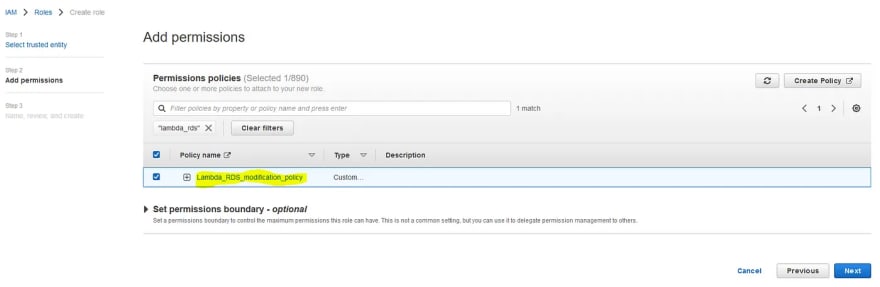 IAM > Roles > Create role
Step 1
Select trusted entity
Step 2
Add permissions
Step 3
Name, review, and create
Add permissions
Permissions policies (Selected 1/890)
Choose one or more policies to attach to your new role.
Create Policy
Filter policies by property or policy name and press enter
1 match
1
"lambda_rds"
Clear filters
Policy name
Type
Description
Lambda_RDS_modification_policy
Custom...
Set permissions boundary - optional
Set a permissions boundary to control the maximum permissions this role can have. This is not a common setting, but you can use it to delegate permission management to others.
Cancel
Previous
Next